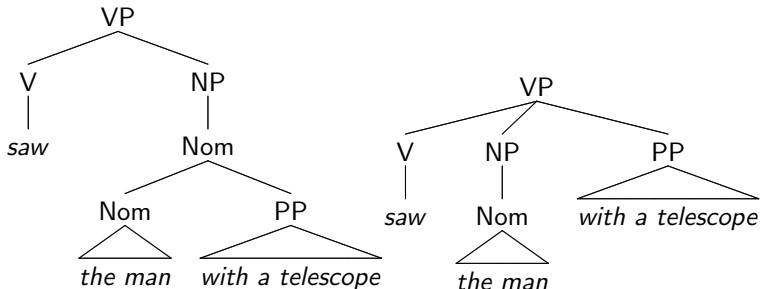 VP
V NP
saw Nom
Nom PP
the man with a telescope
VP
V NP PP
saw Nom with a telescope
the man